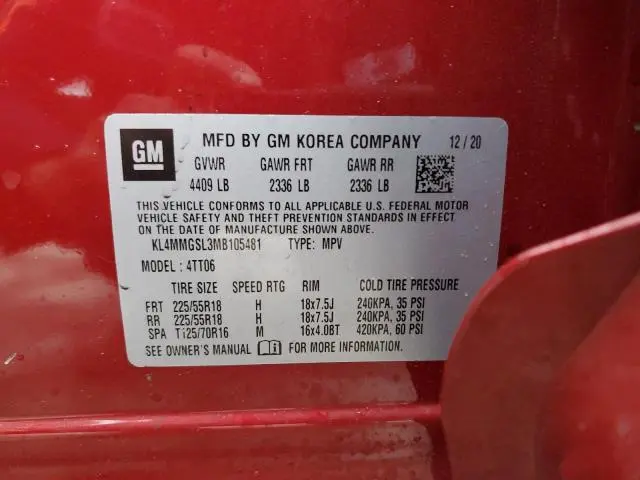 GM MFD BY GM KOREA COMPANY 12/20
GVWR GAWR FRT GAWR RR
4409 LB 2336 LB 2336 LB
THIS VEHICLE CONFORMS TO ALL APPLICABLE U.S. FEDERAL MOTOR
VEHICLE SAFETY AND THEFT PREVENTION STANDARDS IN EFFECT
ON THE DATE OF MANUFACTURE SHOWN ABOVE.
KL4MMGSL3MB105481 TYPE: MPV
MODEL: 4TT06
TIRE SIZE SPEED RTG RIM COLD TIRE PRESSURE
FRT 225/55R18 H 18x7.5J 240KPA, 35 PSI
RR 225/55R18 H 18x7.5J 240KPA, 35 PSI
SPA T125/70R16 M 16x4.0BT 420KPA, 60 PSI
SEE OWNER'S MANUAL FOR MORE INFORMATION.